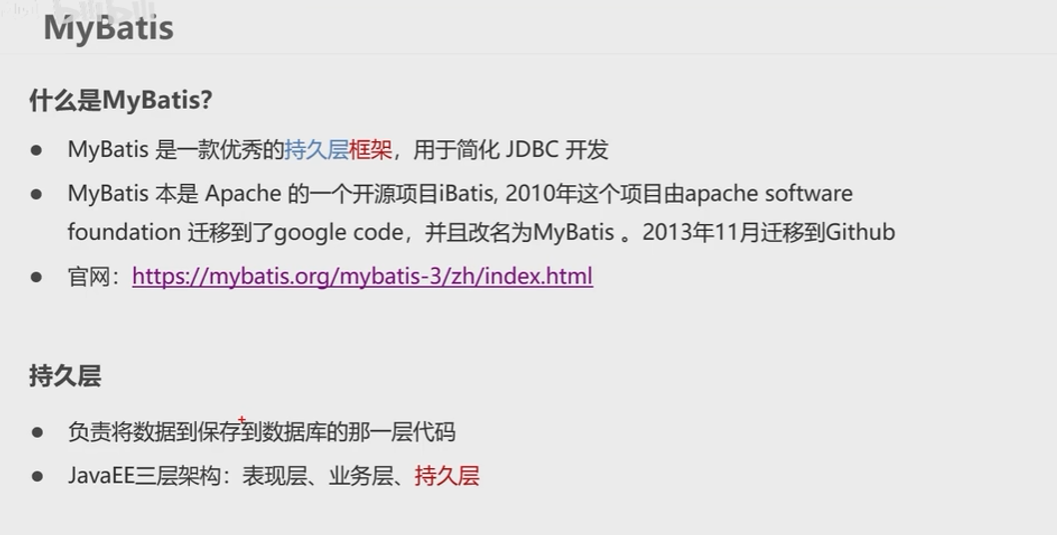 MyBatis
什么是MyBatis?
● MyBatis 是一款优秀的持久层框架，用于简化 JDBC 开发
● MyBatis 本是 Apache 的一个开源项目iBatis, 2010年这个项目由apache software
foundation 迁移到了google code，并且改名为MyBatis 。2013年11月迁移到Github
● 官网：https://mybatis.org/mybatis-3/zh/index.html
持久层
● 负责将数据到保存到数据库的那一层代码
● JavaEE三层架构：表现层、业务层、持久层